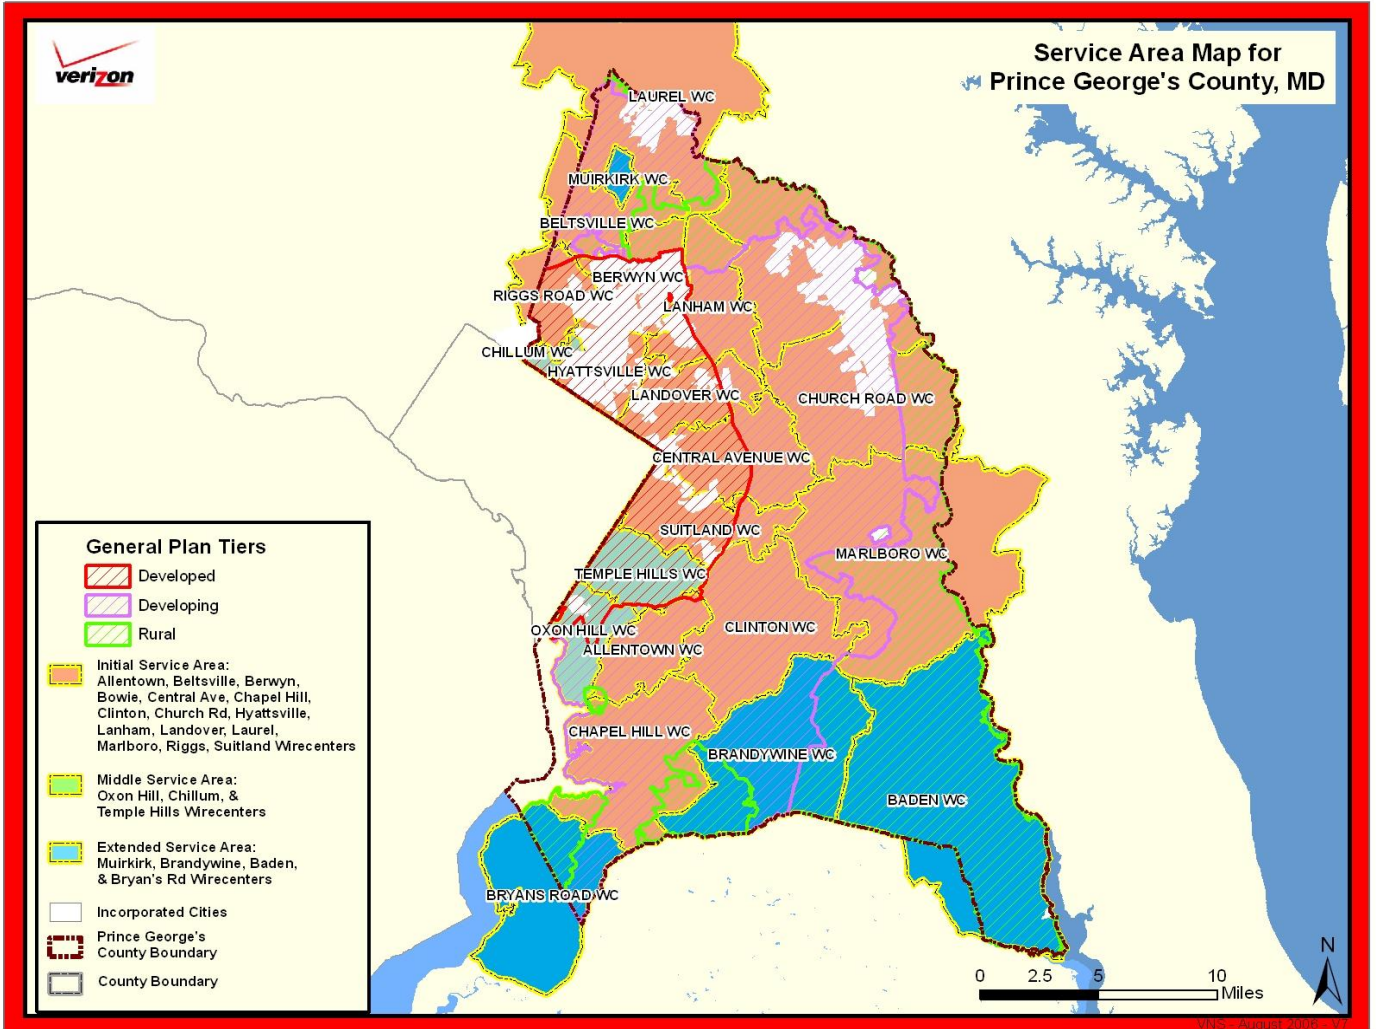 verizon
Service Area Map for
Prince George's County, MD
LAUREL WC
MUIRKIRK WC
BELTSVILLE WC
BERWYN WC
RIGGS ROAD WC
LANHAM WC
CHILLUM WC
HYATTSVILLE WC
LANDOVER WC
CHURCH ROAD WC
CENTRAL AVENUE WC
SUITLAND WC
MARLBORO WC
TEMPLE HILLS WC
OXON HILL WC
CLINTON WC
ALLENTOWN WC
CHAPEL HILL WC
BRANDYWINE WC
BADEN WC
BRYANS ROAD WC
General Plan Tiers
Developed
Developing
Rural
Initial Service Area:
Allentown, Beltsville, Berwyn,
Bowie, Central Ave, Chapel Hill,
Clinton, Church Rd, Hyattsville,
Lanham, Landover, Laurel,
Marlboro, Riggs, Suitland Wirecenters
Middle Service Area:
Oxon Hill, Chillum, &
Temple Hills Wirecenters
Extended Service Area:
Muirkirk, Brandywine, Baden,
& Bryan's Rd Wirecenters
Incorporated Cities
Prince George's
County Boundary
County Boundary
N
0 2.5 5 10
Miles
VNS - August 2006 - V7